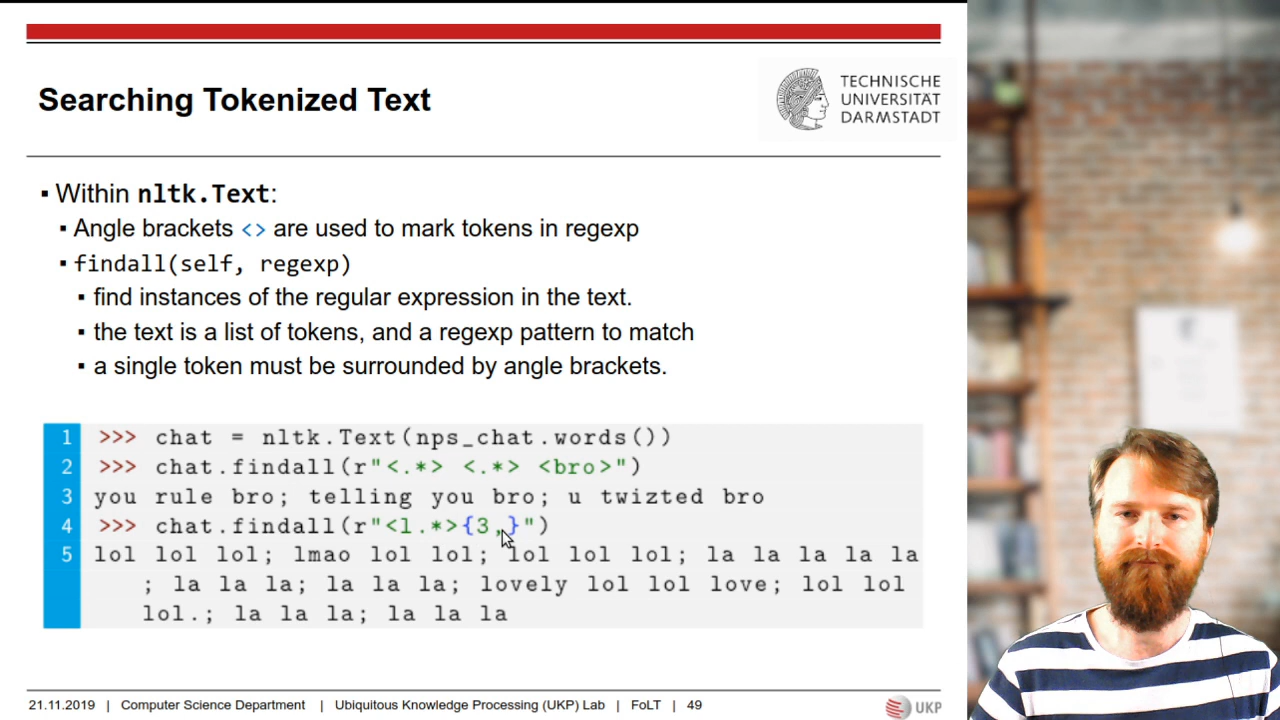 Searching Tokenized Text
TECHNISCHE
UNIVERSITÄT
DARMSTADT
▪ Within nltk.Text:
▪ Angle brackets <> are used to mark tokens in regexp
▪ findall(self, regexp)
▪ find instances of the regular expression in the text.
▪ the text is a list of tokens, and a regexp pattern to match
▪ a single token must be surrounded by angle brackets.
1 >>> chat = nltk.Text(nps_chat.words())
2 >>> chat.findall(r"<.*> <.*> <bro>")
3 you rule bro; telling you bro; u twizted bro
4 >>> chat.findall(r"<l.*>{3,}")
5 lol lol lol; lmao lol lol; lol lol lol; la la la la la
; la la la; la la la; lovely lol lol love; lol lol
lol.; la la la; la la la
21.11.2019 | Computer Science Department | Ubiquitous Knowledge Processing (UKP) Lab | FoLT | 49
UKP